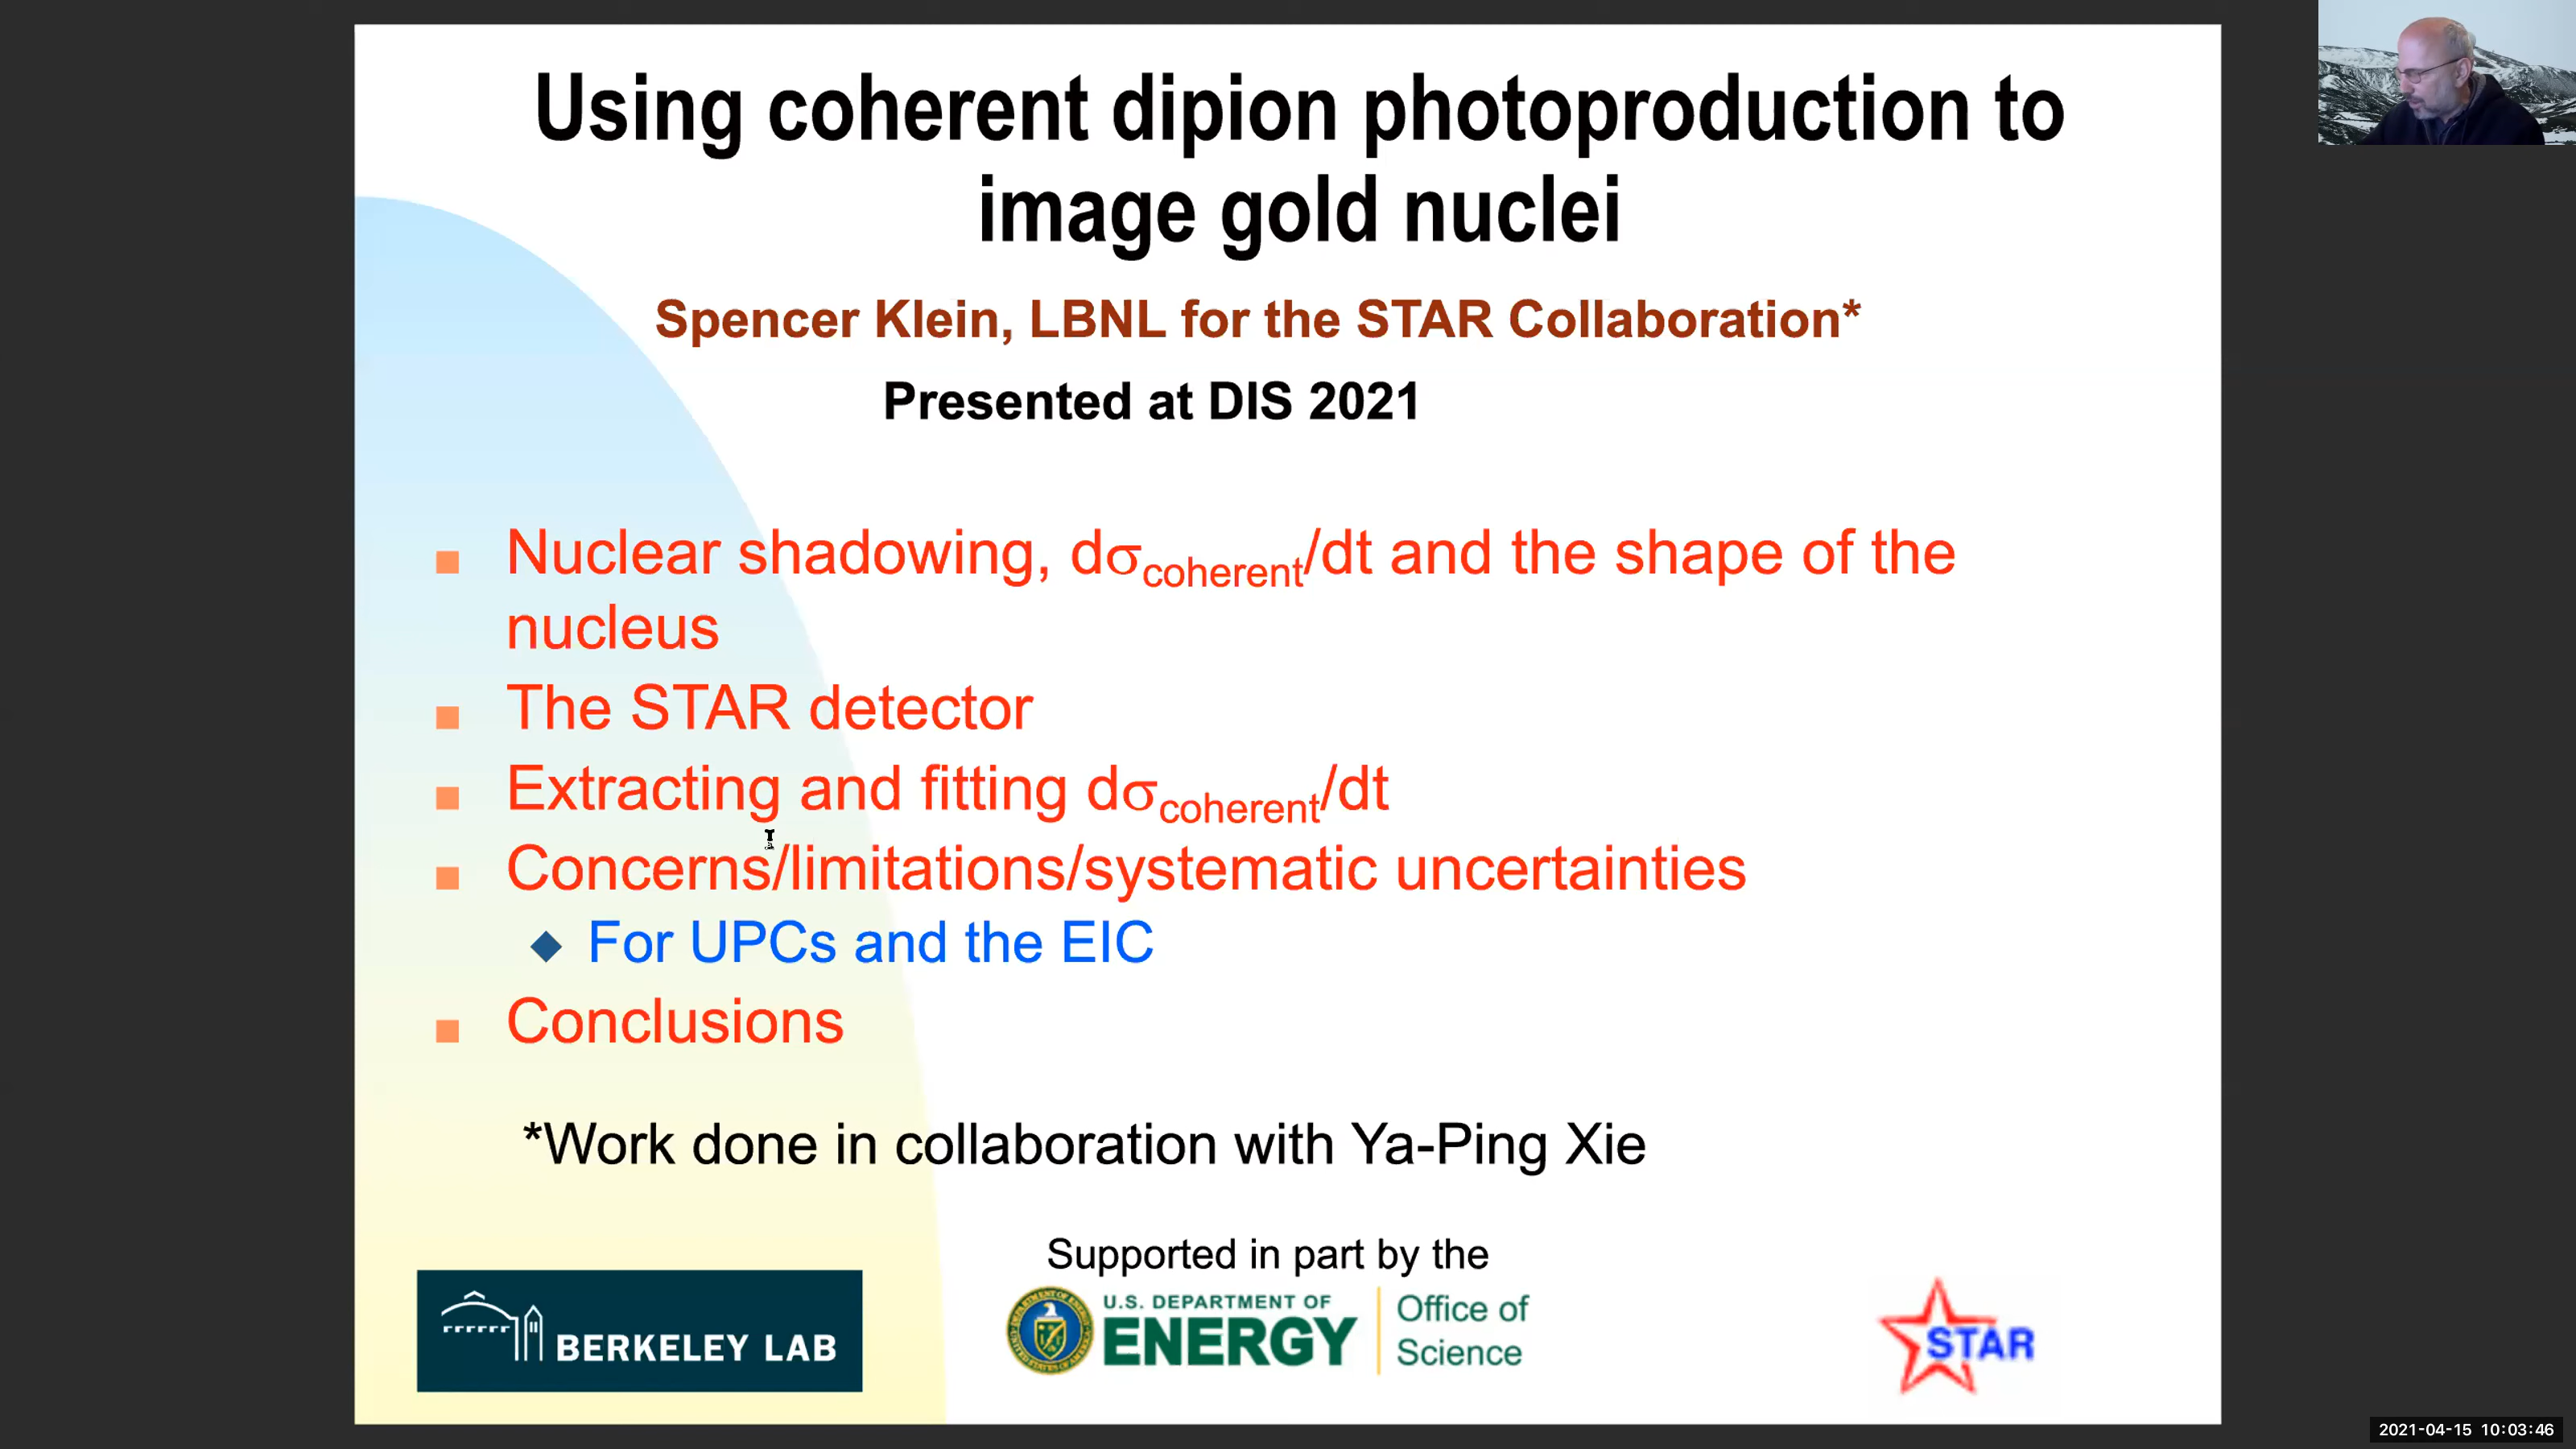 Using coherent dipion photoproduction to
image gold nuclei
Spencer Klein, LBNL for the STAR Collaboration*
Presented at DIS 2021
Nuclear shadowing, dσcoherent/dt and the shape of the
nucleus
The STAR detector
Extracting and fitting dσcoherent/dt
Concerns/limitations/systematic uncertainties
For UPCs and the EIC
Conclusions
*Work done in collaboration with Ya-Ping Xie
Supported in part by the
BERKELEY LAB
U.S. DEPARTMENT OF
ENERGY
Office of
Science
STAR
2021-04-15 10:03:46